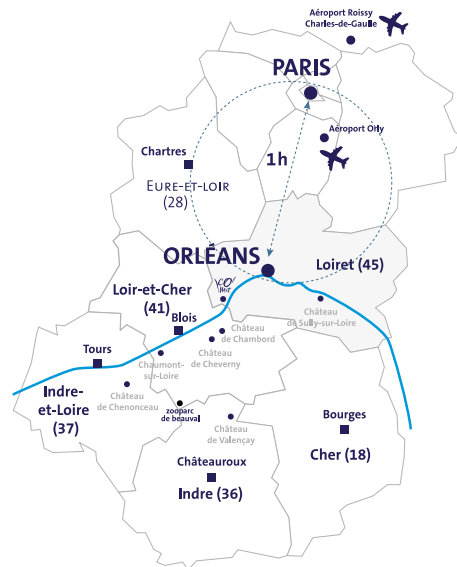 Aéroport Roissy
Charles-de-Gaulle
PARIS
Aéroport Orly
1h
Chartres
EURE-ET-LOIR
(28)
ORLÉANS
Loiret (45)
CO'
Loir-et-Cher
(41)
Blois
Château
de Sully-sur-Loire
Château
de Chambord
Tours
Château
de Cheverny
Chaumont-
sur-Loire
Indre-
et-Loire
(37)
Château
de Chenonceau
zooparc
de beauval
Château
de Valençay
Bourges
Cher (18)
Châteauroux
Indre (36)